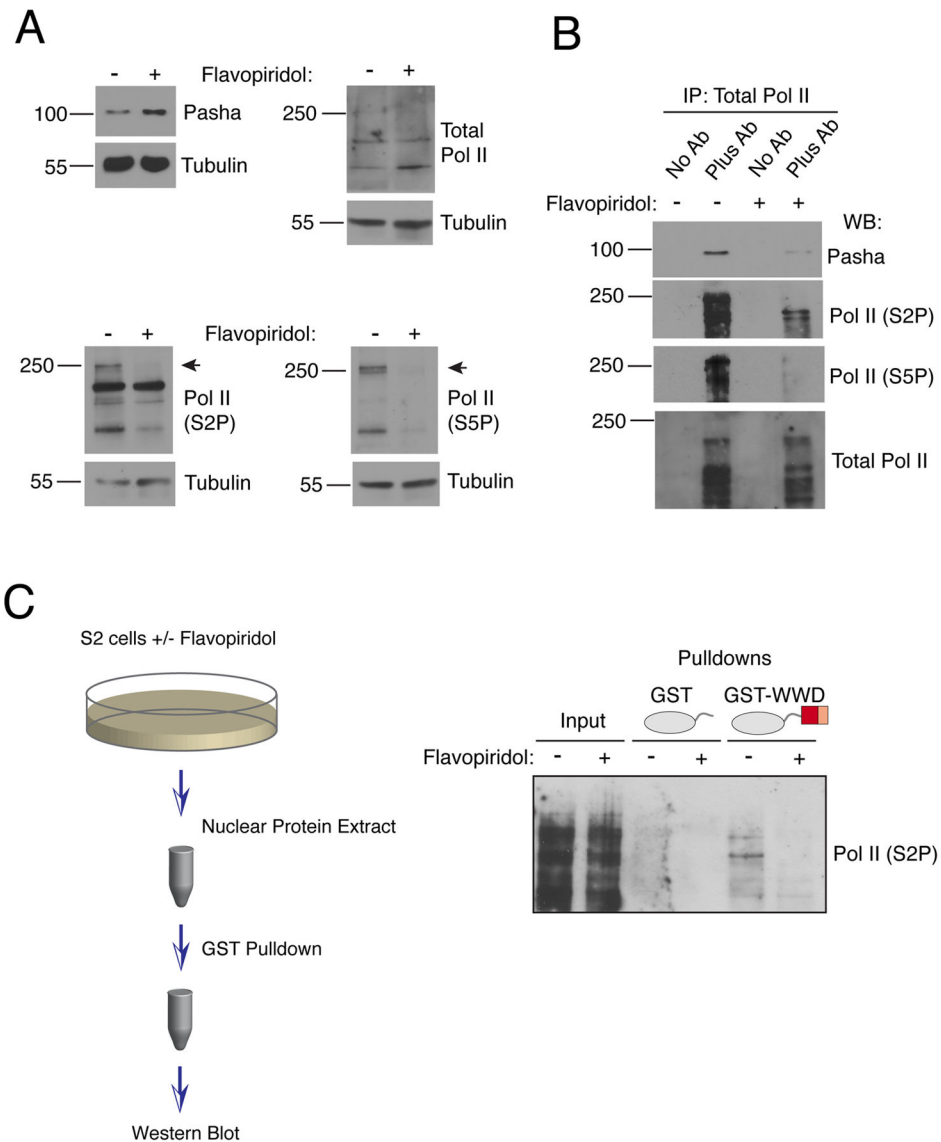 A
- + Flavopiridol: - +
100 Pasha
55 Tubulin
250 Total
Pol II
55 Tubulin
- + Flavopiridol: - +
250 Pol II
(S2P)
55 Tubulin
250 Pol II
(S5P)
55 Tubulin
B
IP: Total Pol II
No Ab Plus Ab No Ab Plus Ab
Flavopiridol: - - + +
WB:
100 Pasha
250 Pol II (S2P)
250 Pol II (S5P)
250 Total Pol II
C
S2 cells +/- Flavopiridol
Nuclear Protein Extract
GST Pulldown
Western Blot
Pulldowns
Input GST GST-WWD
Flavopiridol: - + - + - +
Pol II (S2P)